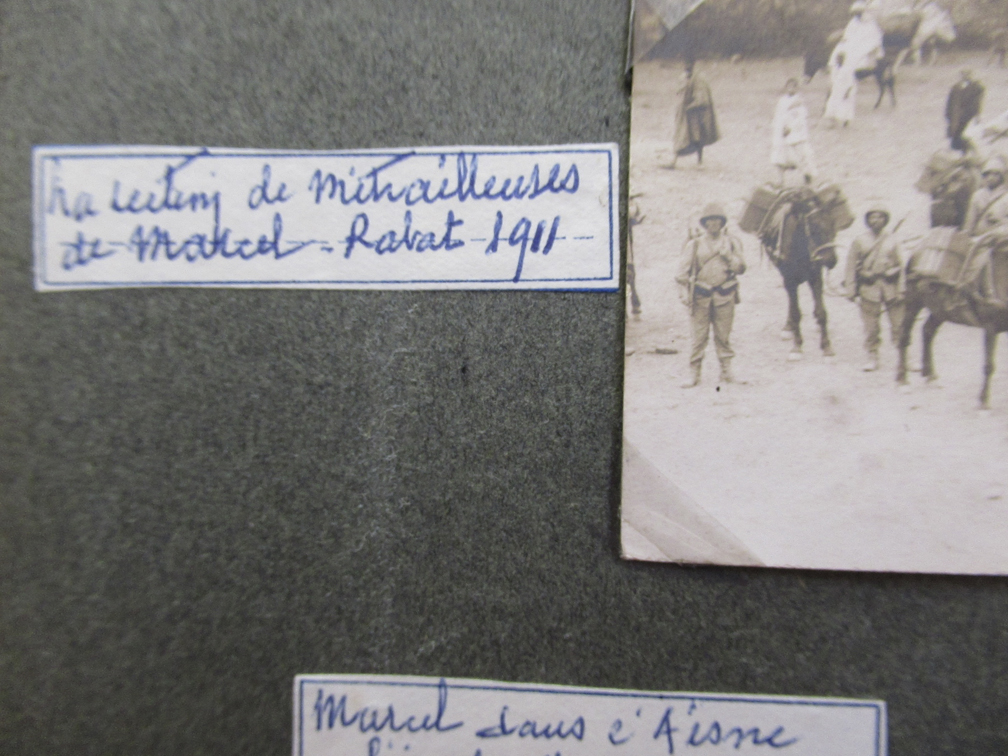 La section de Mitrailleuses
de Marcel - Rabat - 1911 -
Marcel dans l'Aisne